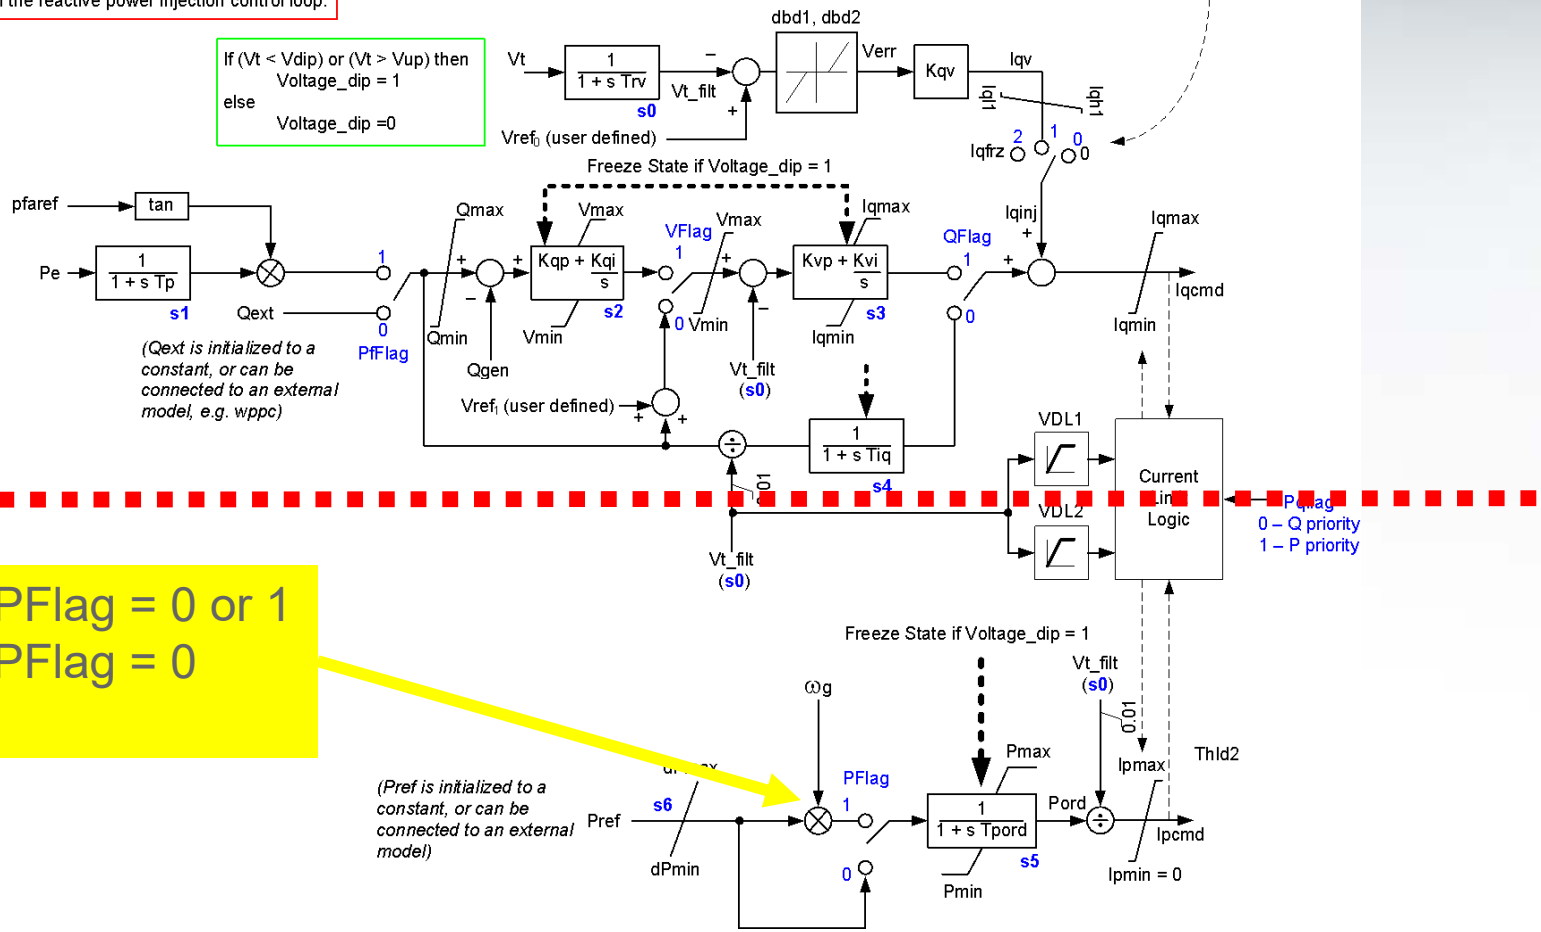 the reactive power injection control loop.
dbd1, dbd2
If (Vt < Vdip) or (Vt > Vup) then
Voltage_dip = 1
else
Voltage_dip =0
Vt
1
1 + s Trv
s0
Vt_filt
−
+
Verr
Kqv
Iqv
Iql1
Iqh1
Vref0 (user defined)
Iqfrz
2
1
0
0
Freeze State if Voltage_dip = 1
pfaref
tan
Qmax
Vmax
VFlag
1
Vmax
Iqmax
QFlag
1
Iqinj
+
Iqmax
Pe
1
1 + s Tp
s1
1
+
−
+
Kqp + Kqi
s
s2
+
−
Kvp + Kvi
s
s3
+
Iqcmd
Qext
0
PfFlag
Qmin
Vmin
0
Vmin
Iqmin
0
Iqmin
(Qext is initialized to a
constant, or can be
connected to an external
model, e.g. wppc)
Qgen
Vt_filt
(s0)
Vref1 (user defined)
+
+
÷
1
1 + s Tiq
s4
VDL1
Current
Logic
VDL2
Pqflag
0 – Q priority
1 – P priority
Vt_filt
(s0)
PFlag = 0 or 1
PFlag = 0
Freeze State if Voltage_dip = 1
Vt_filt
(s0)
0.01
ωg
Thld2
Pmax
Ipmax
(Pref is initialized to a
constant, or can be
connected to an external
model)
s6
Pref
dPmin
PFlag
1
0
1
1 + s Tpord
s5
Pmin
Pord
÷
Ipcmd
Ipmin = 0